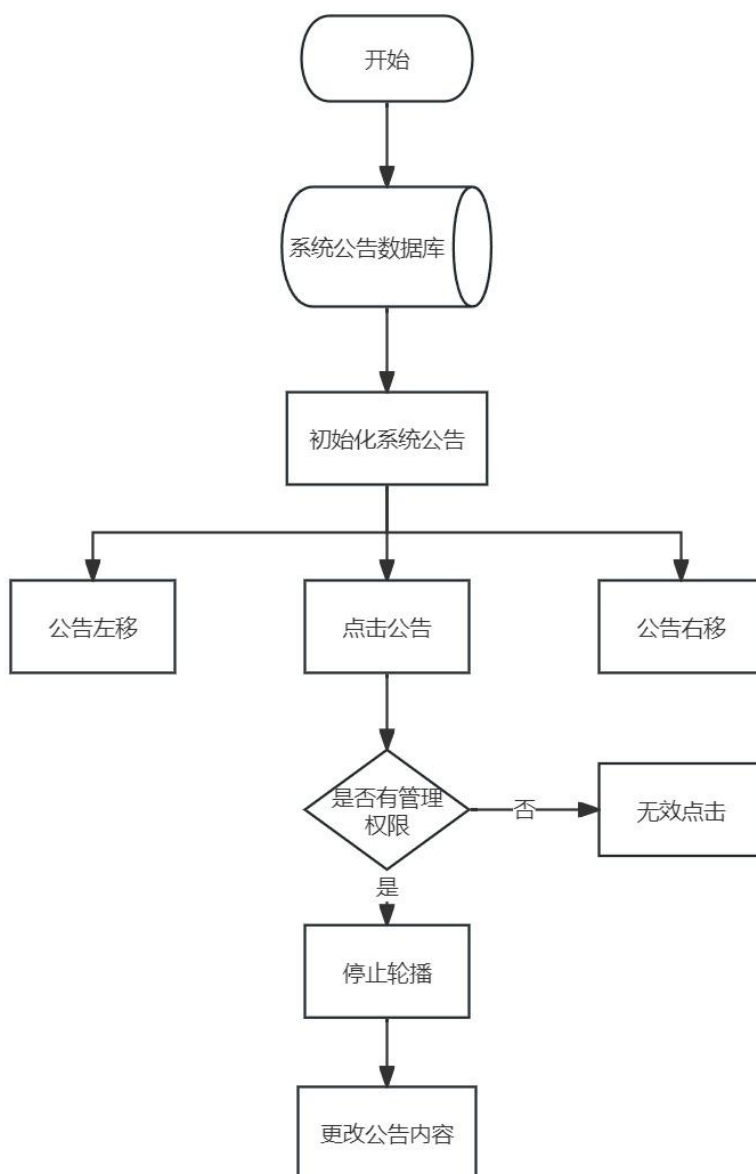 开始
系统公告数据库
初始化系统公告
公告左移
点击公告
公告右移
是否有管理
权限
否
无效点击
是
停止轮播
更改公告内容